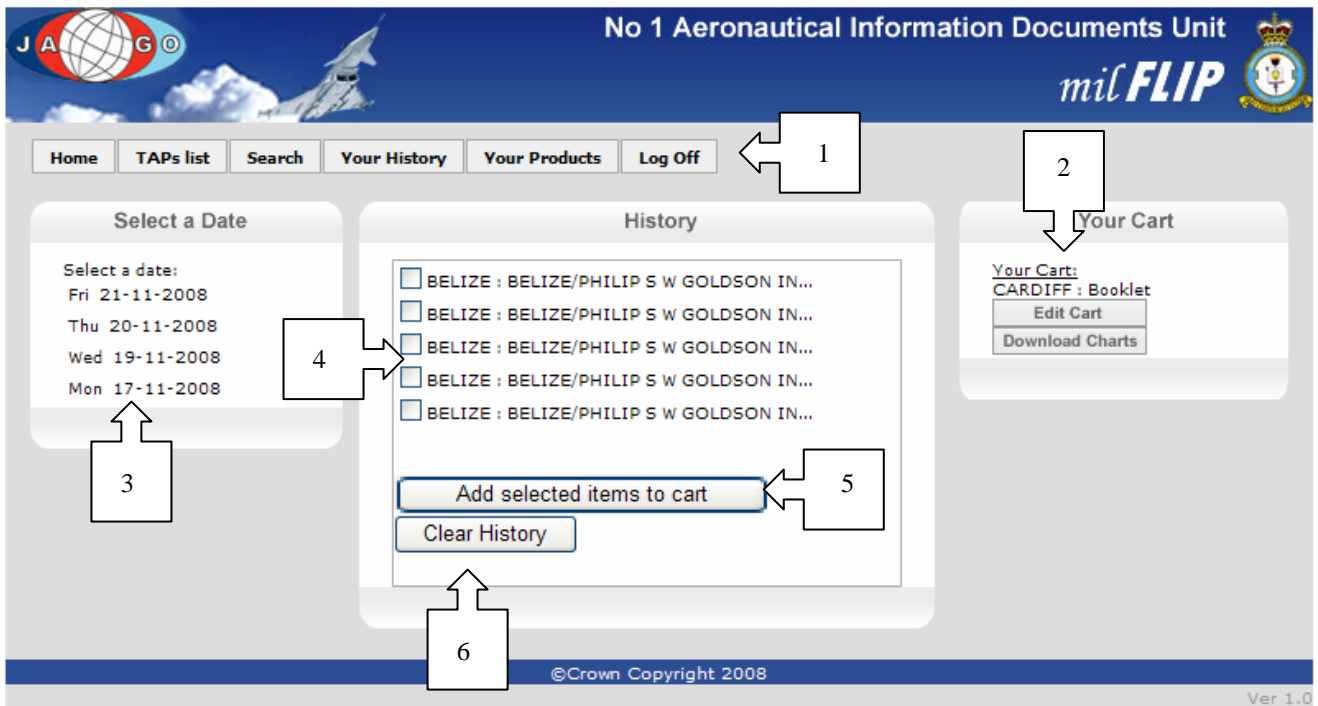 JAGO
No 1 Aeronautical Information Documents Unit
mil FLIP
Home TAPs list Search Your History Your Products Log Off
1
2
Select a Date
Select a date:
Fri 21-11-2008
Thu 20-11-2008
Wed 19-11-2008
Mon 17-11-2008
3
History
BELIZE : BELIZE/PHILIP S W GOLDSON IN...
BELIZE : BELIZE/PHILIP S W GOLDSON IN...
BELIZE : BELIZE/PHILIP S W GOLDSON IN...
BELIZE : BELIZE/PHILIP S W GOLDSON IN...
BELIZE : BELIZE/PHILIP S W GOLDSON IN...
4
Add selected items to cart
5
Clear History
6
Your Cart
Your Cart:
CARDIFF : Booklet
Edit Cart
Download Charts
©Crown Copyright 2008
Ver 1.0